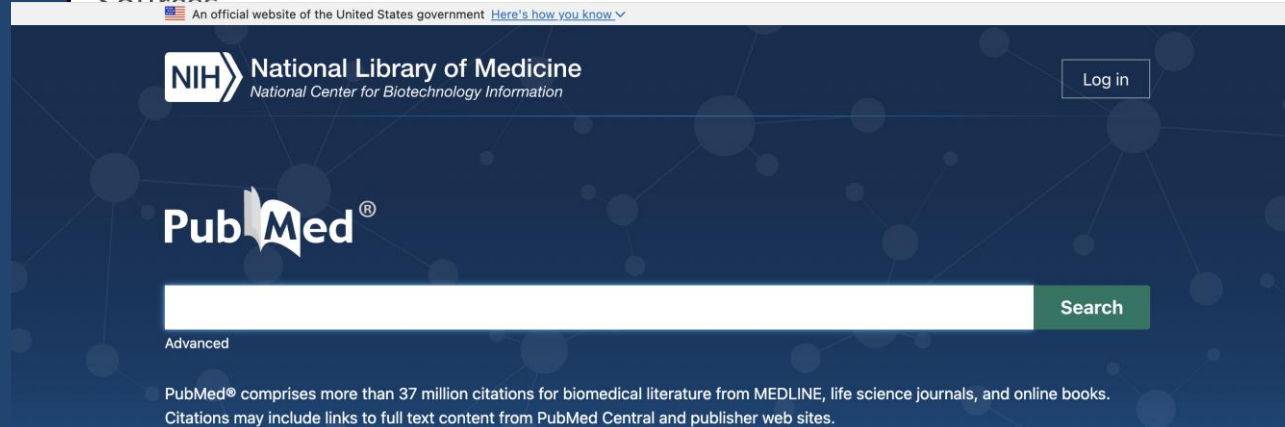 An official website of the United States government Here's how you know
NIH National Library of Medicine
National Center for Biotechnology Information
Log in
PubMed®
Search
Advanced
PubMed® comprises more than 37 million citations for biomedical literature from MEDLINE, life science journals, and online books.
Citations may include links to full text content from PubMed Central and publisher web sites.